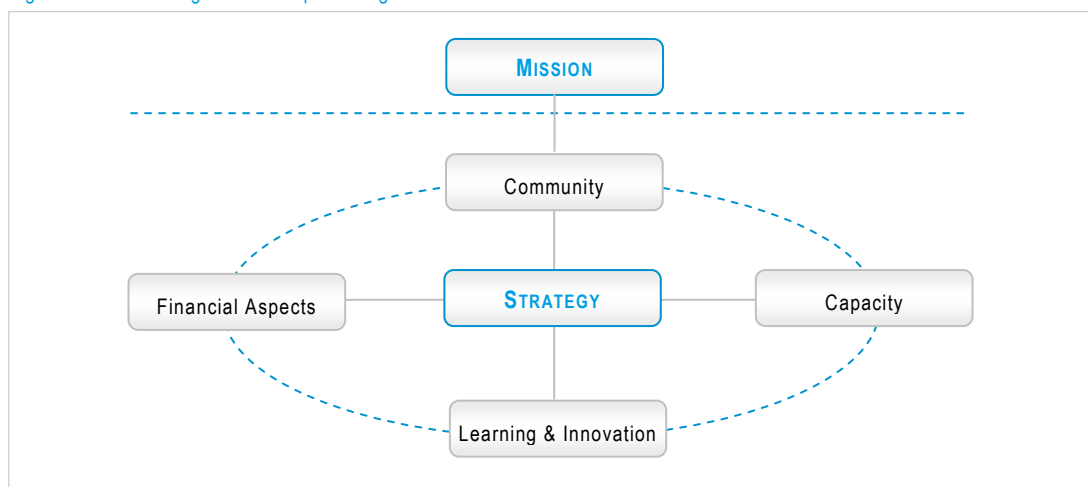 MISSION
Community
Financial Aspects
STRATEGY
Capacity
Learning & Innovation